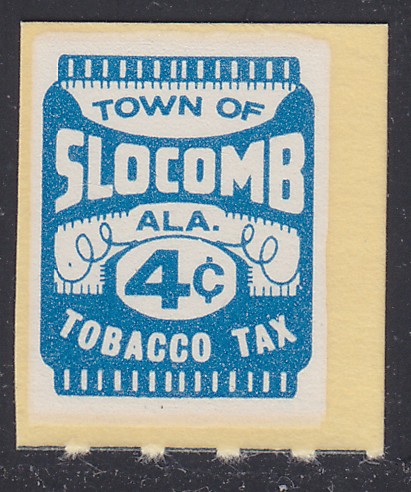 TOWN OF
SLOCOMB
ALA.
4¢
TOBACCO TAX